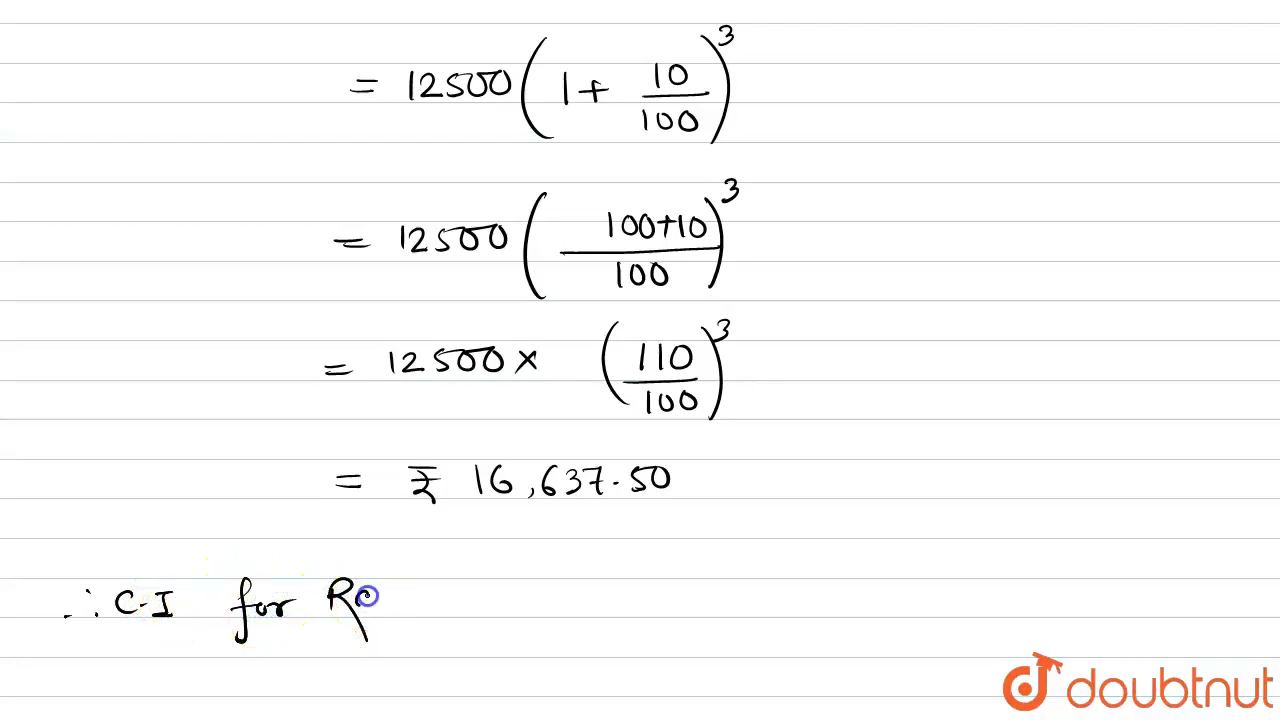 = 12500(1 + 10/100)^3
= 12500(100+10/100)^3
= 12500 × (110/100)^3
= ₹ 16,637.50
∴ C.I for
doubtnut